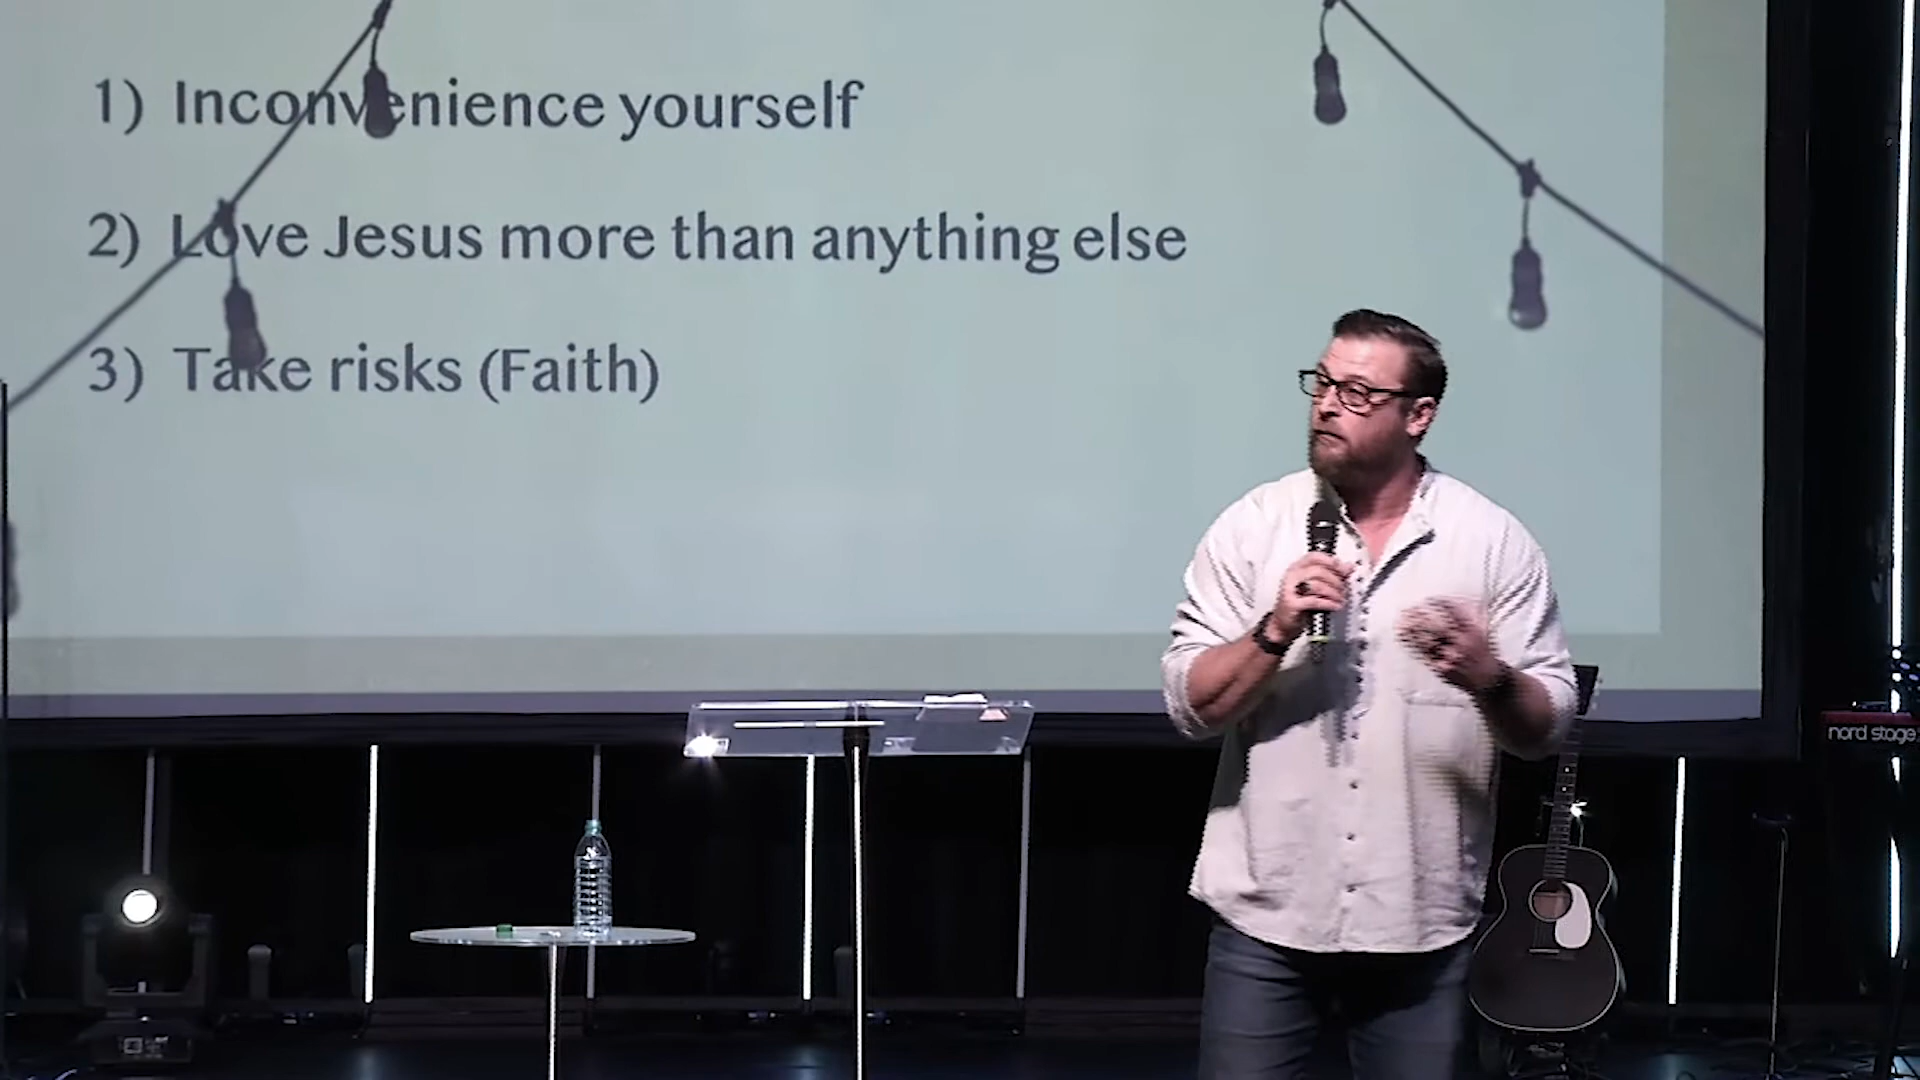 1) Inconvenience yourself
2) Love Jesus more than anything else
3) Take risks (Faith)
nord stage